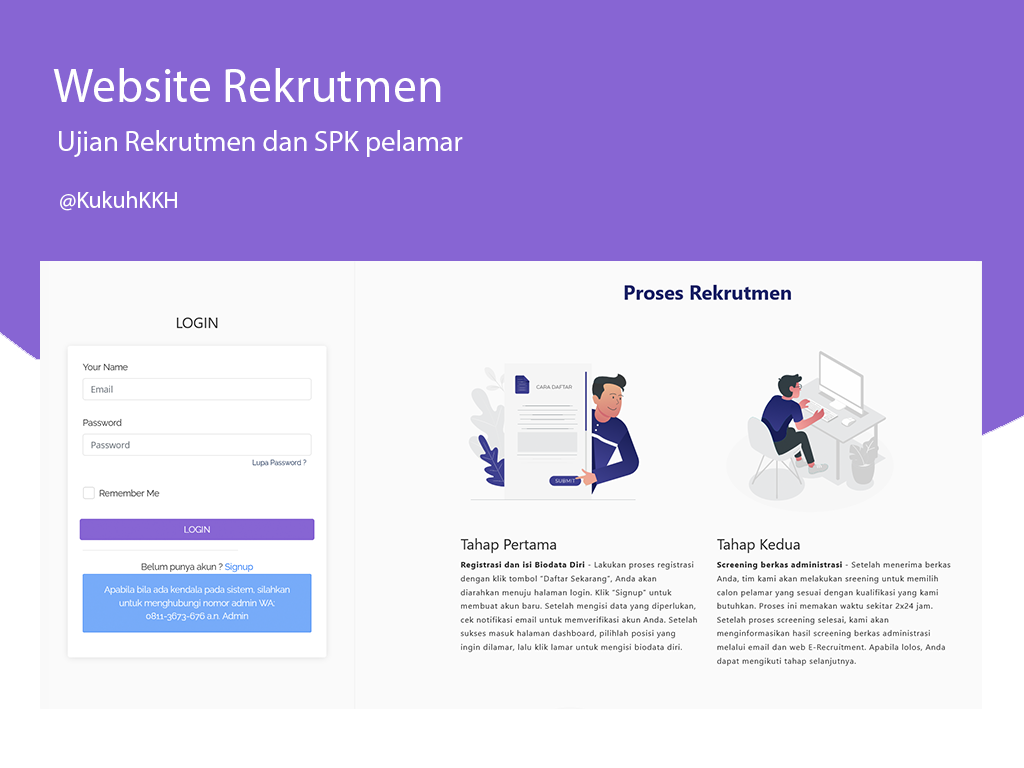 Website Rekrutmen
Ujian Rekrutmen dan SPK pelamar
@KukuhKKH
LOGIN
Your Name
Email
Password
Password
Lupa Password ?
Remember Me
LOGIN
Belum punya akun ? Signup
Apabila bila ada kendala pada sistem, silahkan
untuk menghubungi nomor admin WA:
0811-3673-676 a.n. Admin
Proses Rekrutmen
CARA DAFTAR
SUBMIT
Tahap Pertama
Registrasi dan isi Biodata Diri - Lakukan proses registrasi
dengan klik tombol "Daftar Sekarang", Anda akan
diarahkan menuju halaman login. Klik "Signup" untuk
membuat akun baru. Setelah mengisi data yang diperlukan,
cek notifikasi email untuk memverifikasi akun Anda. Setelah
sukses masuk halaman dashboard, pilihlah posisi yang
ingin dilamar, lalu klik lamar untuk mengisi biodata diri.
Tahap Kedua
Screening berkas administrasi - Setelah menerima berkas
Anda, tim kami akan melakukan sreening untuk memilih
calon pelamar yang sesuai dengan kualifikasi yang kami
butuhkan. Proses ini memakan waktu sekitar 2x24 jam.
Setelah proses screening selesai, kami akan
menginformasikan hasil screening berkas administrasi
melalui email dan web E-Recruitment. Apabila lolos, Anda
dapat mengikuti tahap selanjutnya.